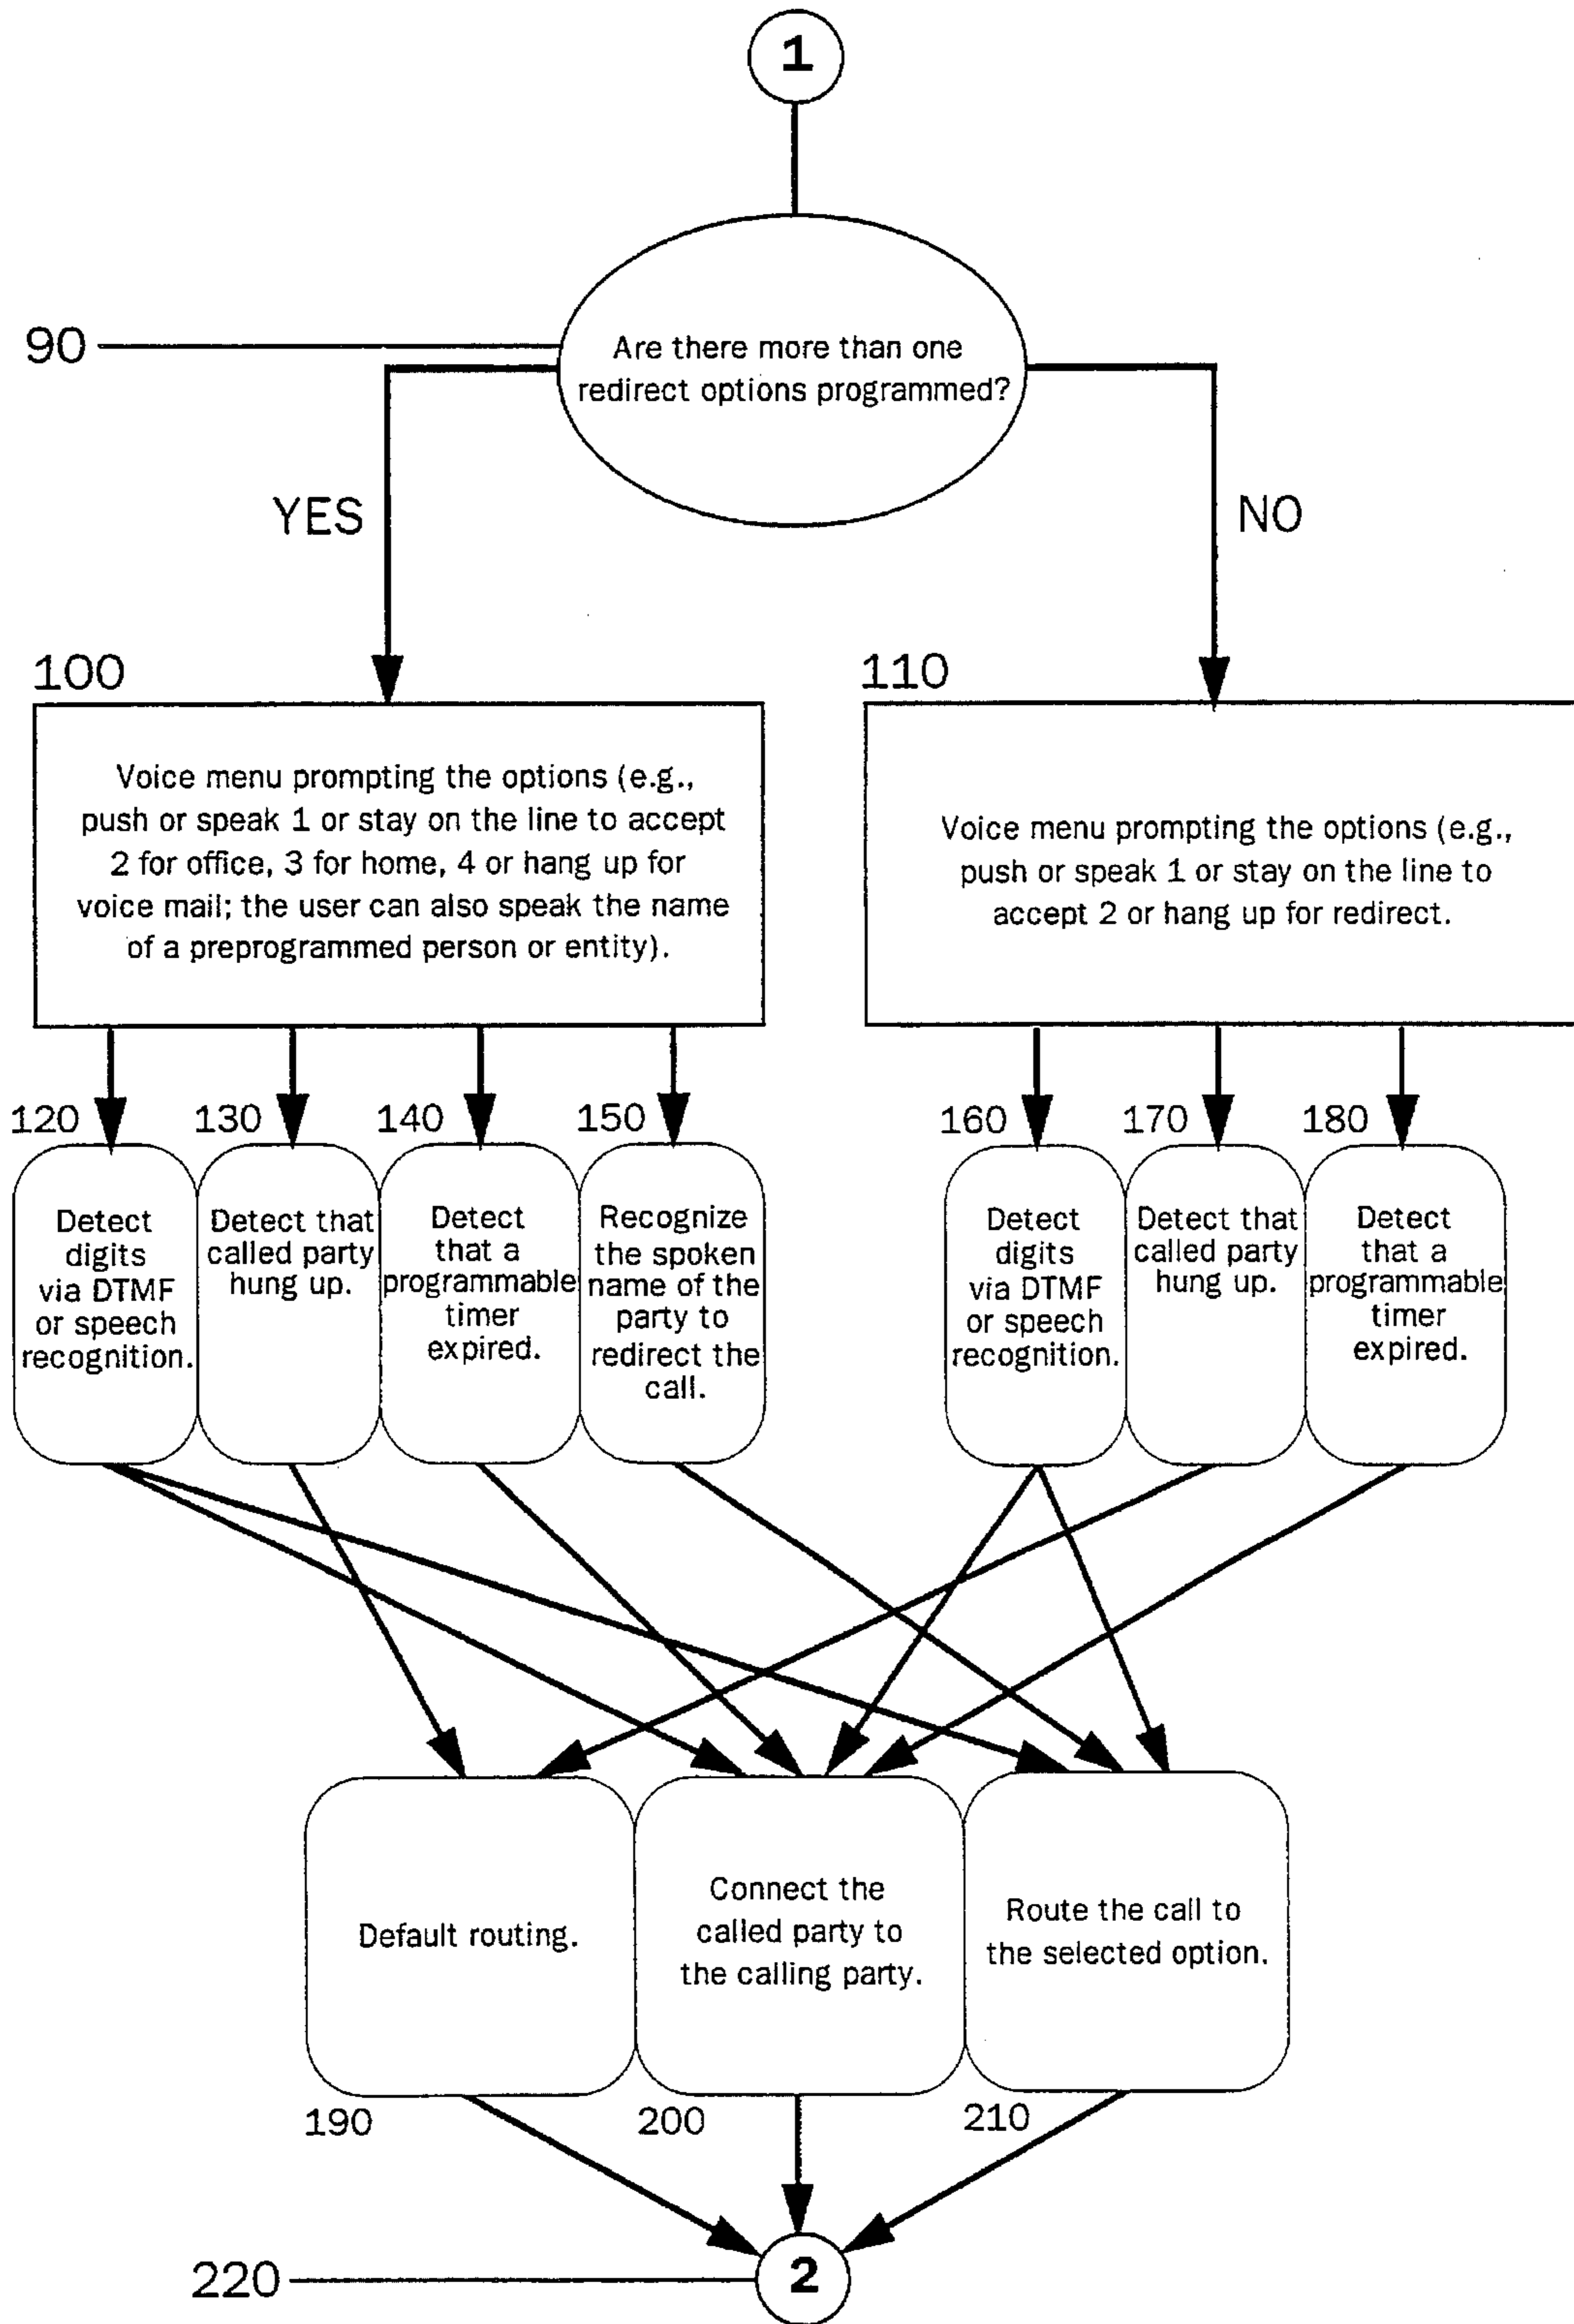 1
90
Are there more than one
redirect options programmed?
YES
NO
100
Voice menu prompting the options (e.g.,
push or speak 1 or stay on the line to accept
2 for office, 3 for home, 4 or hang up for
voice mail; the user can also speak the name
of a preprogrammed person or entity).
110
Voice menu prompting the options (e.g.,
push or speak 1 or stay on the line to
accept 2 or hang up for redirect.
120
Detect
digits
via DTMF
or speech
recognition.
130
Detect that
called party
hung up.
140
Detect
that a
programmable
timer
expired.
150
Recognize
the spoken
name of the
party to
redirect the
call.
160
Detect
digits
via DTMF
or speech
recognition.
170
Detect that
called party
hung up.
180
Detect
that a
programmable
timer
expired.
Default routing.
190
Connect the
called party to
the calling party.
200
Route the call to
the selected option.
210
220
2